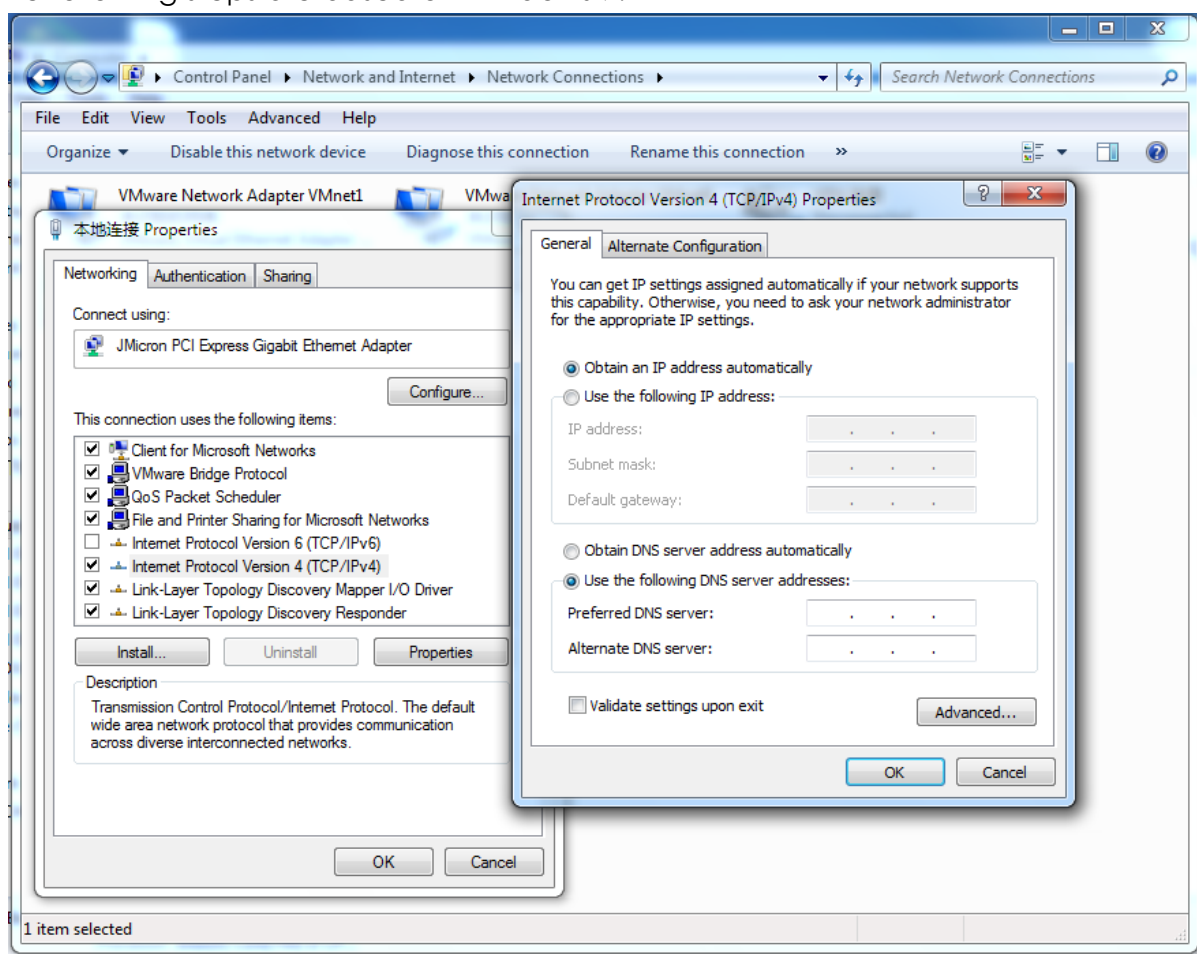 Control Panel ▸ Network and Internet ▸ Network Connections ▸
Search Network Connections
File Edit View Tools Advanced Help
Organize Disable this network device Diagnose this connection Rename this connection »
VMware Network Adapter VMnet1
本地连接 Properties
Networking Authentication Sharing
Connect using:
JMicron PCI Express Gigabit Ethernet Adapter
Configure...
This connection uses the following items:
Client for Microsoft Networks
VMware Bridge Protocol
QoS Packet Scheduler
File and Printer Sharing for Microsoft Networks
Internet Protocol Version 6 (TCP/IPv6)
Internet Protocol Version 4 (TCP/IPv4)
Link-Layer Topology Discovery Mapper I/O Driver
Link-Layer Topology Discovery Responder
Install... Uninstall Properties
Description
Transmission Control Protocol/Internet Protocol. The default
wide area network protocol that provides communication
across diverse interconnected networks.
OK Cancel
Internet Protocol Version 4 (TCP/IPv4) Properties
General Alternate Configuration
You can get IP settings assigned automatically if your network supports
this capability. Otherwise, you need to ask your network administrator
for the appropriate IP settings.
Obtain an IP address automatically
Use the following IP address:
IP address: . . .
Subnet mask: . . .
Default gateway: . . .
Obtain DNS server address automatically
Use the following DNS server addresses:
Preferred DNS server: . . .
Alternate DNS server: . . .
Validate settings upon exit
Advanced...
OK Cancel
1 item selected